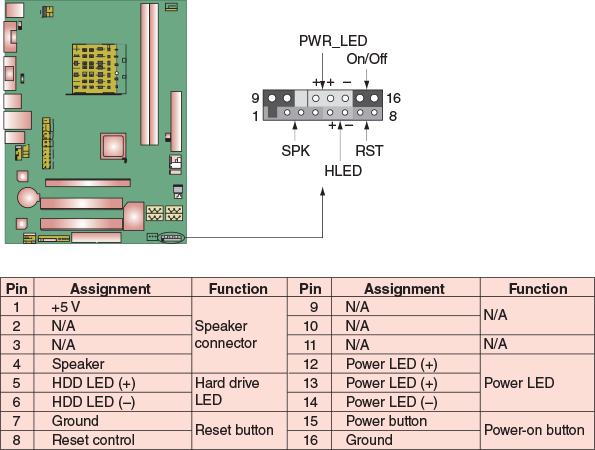 PWR_LED
On/Off
+ + –
9 16
1 8
+ –
SPK RST
HLED
Pin Assignment Function Pin Assignment Function
1 +5 V Speaker connector 9 N/A N/A
2 N/A 10 N/A
3 N/A 11 N/A N/A
4 Speaker 12 Power LED (+) Power LED
5 HDD LED (+) Hard drive LED 13 Power LED (+)
6 HDD LED (–) 14 Power LED (–)
7 Ground Reset button 15 Power button Power-on button
8 Reset control 16 Ground